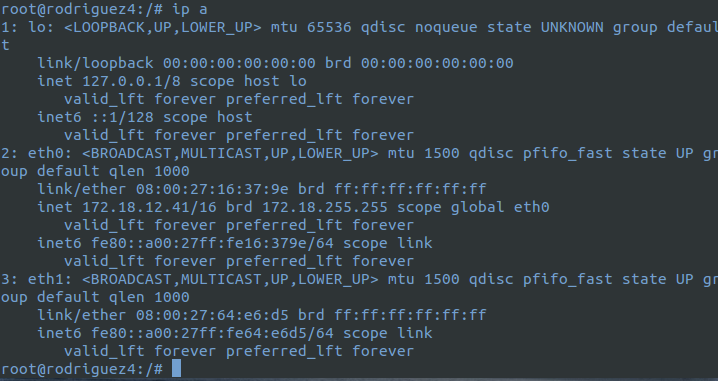 root@rodriguez4:/# ip a
1: lo: <LOOPBACK,UP,LOWER_UP> mtu 65536 qdisc noqueue state UNKNOWN group defaul
t
    link/loopback 00:00:00:00:00:00 brd 00:00:00:00:00:00
    inet 127.0.0.1/8 scope host lo
       valid_lft forever preferred_lft forever
    inet6 ::1/128 scope host
       valid_lft forever preferred_lft forever
2: eth0: <BROADCAST,MULTICAST,UP,LOWER_UP> mtu 1500 qdisc pfifo_fast state UP gr
oup default qlen 1000
    link/ether 08:00:27:16:37:9e brd ff:ff:ff:ff:ff:ff
    inet 172.18.12.41/16 brd 172.18.255.255 scope global eth0
       valid_lft forever preferred_lft forever
    inet6 fe80::a00:27ff:fe16:379e/64 scope link
       valid_lft forever preferred_lft forever
3: eth1: <BROADCAST,MULTICAST,UP,LOWER_UP> mtu 1500 qdisc pfifo_fast state UP gr
oup default qlen 1000
    link/ether 08:00:27:64:e6:d5 brd ff:ff:ff:ff:ff:ff
    inet6 fe80::a00:27ff:fe64:e6d5/64 scope link
       valid_lft forever preferred_lft forever
root@rodriguez4:/#